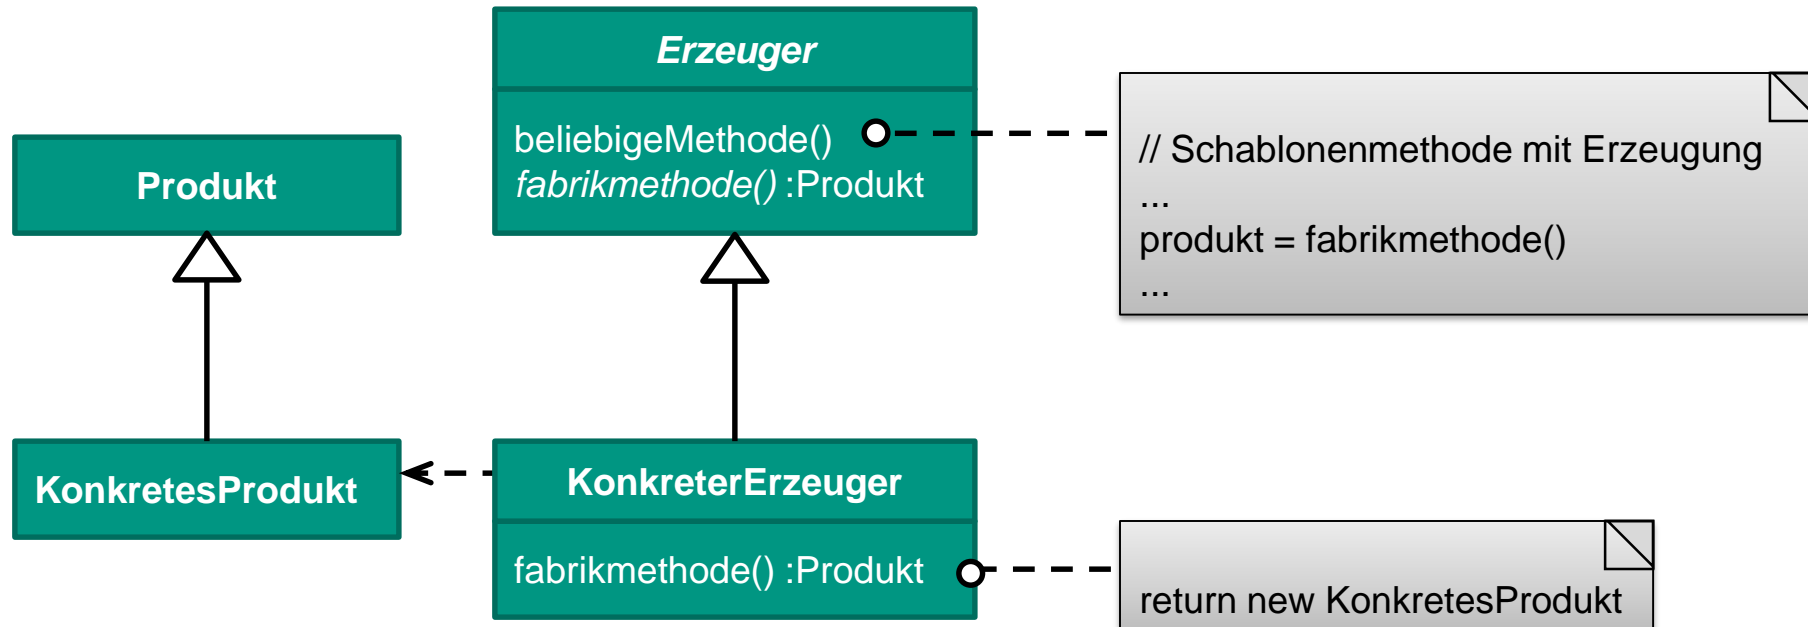 Erzeuger
beliebigeMethode()
fabrikmethode() :Produkt
// Schablonenmethode mit Erzeugung
...
produkt = fabrikmethode()
...
Produkt
KonkretesProdukt
KonkreterErzeuger
fabrikmethode() :Produkt
return new KonkretesProdukt